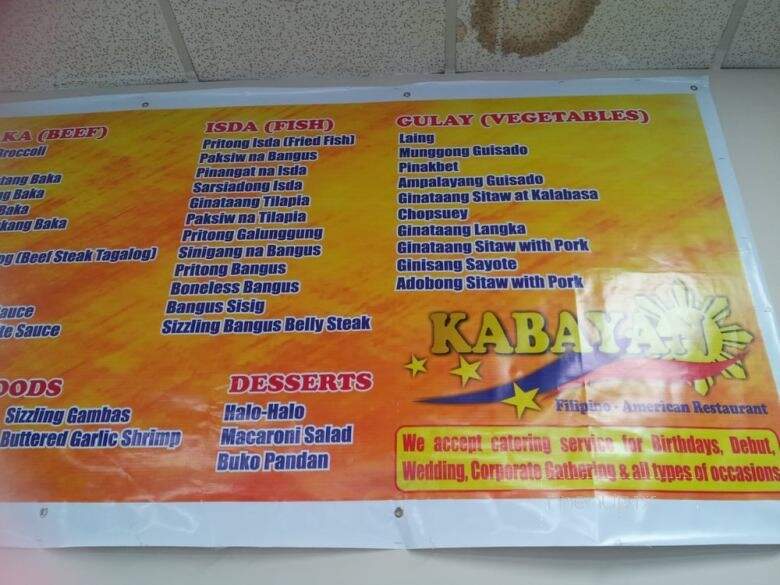 KA (BEEF)
Broccoli
Baka
Baka
Baka
Baka
(Beef Steak Tagalog)
Sauce
Sauce
ISDA (FISH)
Pritong Isda (Fried Fish)
Paksiw na Bangus
Pinangat na Isda
Sarsiadong Isda
Ginataang Tilapia
Paksiw na Tilapia
Pritong Galunggung
Sinigang na Bangus
Pritong Bangus
Boneless Bangus
Bangus Sisig
Sizzling Bangus Belly Steak
GULAY (VEGETABLES)
Laing
Munggong Guisado
Pinakbet
Ampalayang Guisado
Ginataang Sitaw at Kalabasa
Chopsuey
Ginataang Langka
Ginataang Sitaw with Pork
Ginisang Sayote
Adobong Sitaw with Pork
OODS
Sizzling Gambas
Buttered Garlic Shrimp
DESSERTS
Halo-Halo
Macaroni Salad
Buko Pandan
KABAYAN
Filipino - American Restaurant
We accept catering service for Birthdays, Debut,
Wedding, Corporate Gathering & all types of occasions